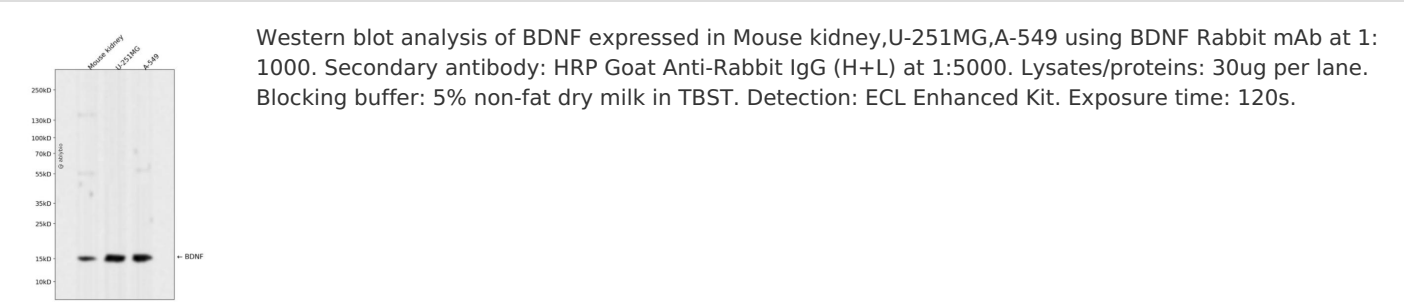 Mouse kidney
U-251MG
A-549
Western blot analysis of BDNF expressed in Mouse kidney,U-251MG,A-549 using BDNF Rabbit mAb at 1:
1000. Secondary antibody: HRP Goat Anti-Rabbit IgG (H+L) at 1:5000. Lysates/proteins: 30ug per lane.
Blocking buffer: 5% non-fat dry milk in TBST. Detection: ECL Enhanced Kit. Exposure time: 120s.
250kD
130kD
100kD
70kD
55kD
35kD
25kD
15kD
← BDNF
10kD